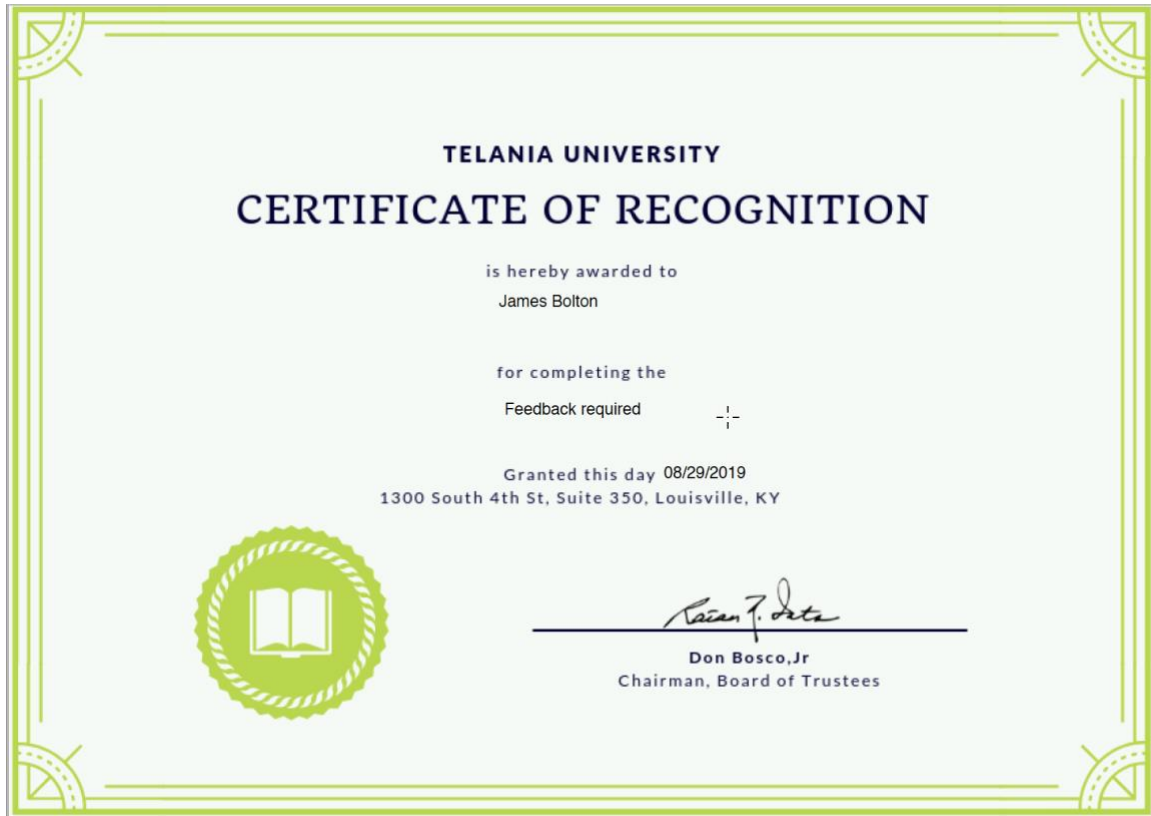 TELANIA UNIVERSITY
CERTIFICATE OF RECOGNITION
is hereby awarded to
James Bolton
for completing the
Feedback required
Granted this day 08/29/2019
1300 South 4th St, Suite 350, Louisville, KY
Don Bosco,Jr
Chairman, Board of Trustees